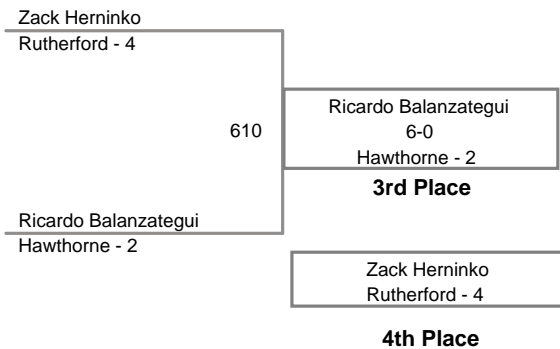 Zack Herninko
Rutherford - 4
610
Ricardo Balanzategui
6-0
Hawthorne - 2
3rd Place
Ricardo Balanzategui
Hawthorne - 2
Zack Herninko
Rutherford - 4
4th Place